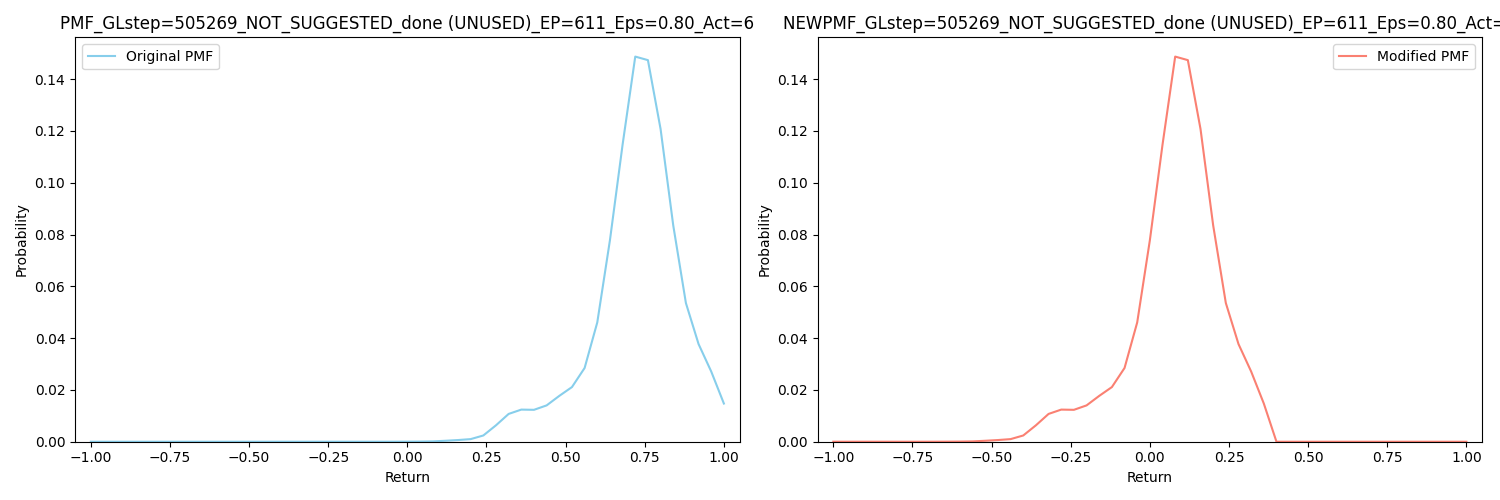 PMF_GLstep=505269_NOT_SUGGESTED_done (UNUSED)_EP=611_Eps=0.80_Act=6
Original PMF
Probability
0.14
0.12
0.10
0.08
0.06
0.04
0.02
0.00
−1.00 −0.75 −0.50 −0.25 0.00 0.25 0.50 0.75 1.00
Return
NEWPMF_GLstep=505269_NOT_SUGGESTED_done (UNUSED)_EP=611_Eps=0.80_Act=
Modified PMF
Probability
0.14
0.12
0.10
0.08
0.06
0.04
0.02
0.00
−1.00 −0.75 −0.50 −0.25 0.00 0.25 0.50 0.75 1.00
Return